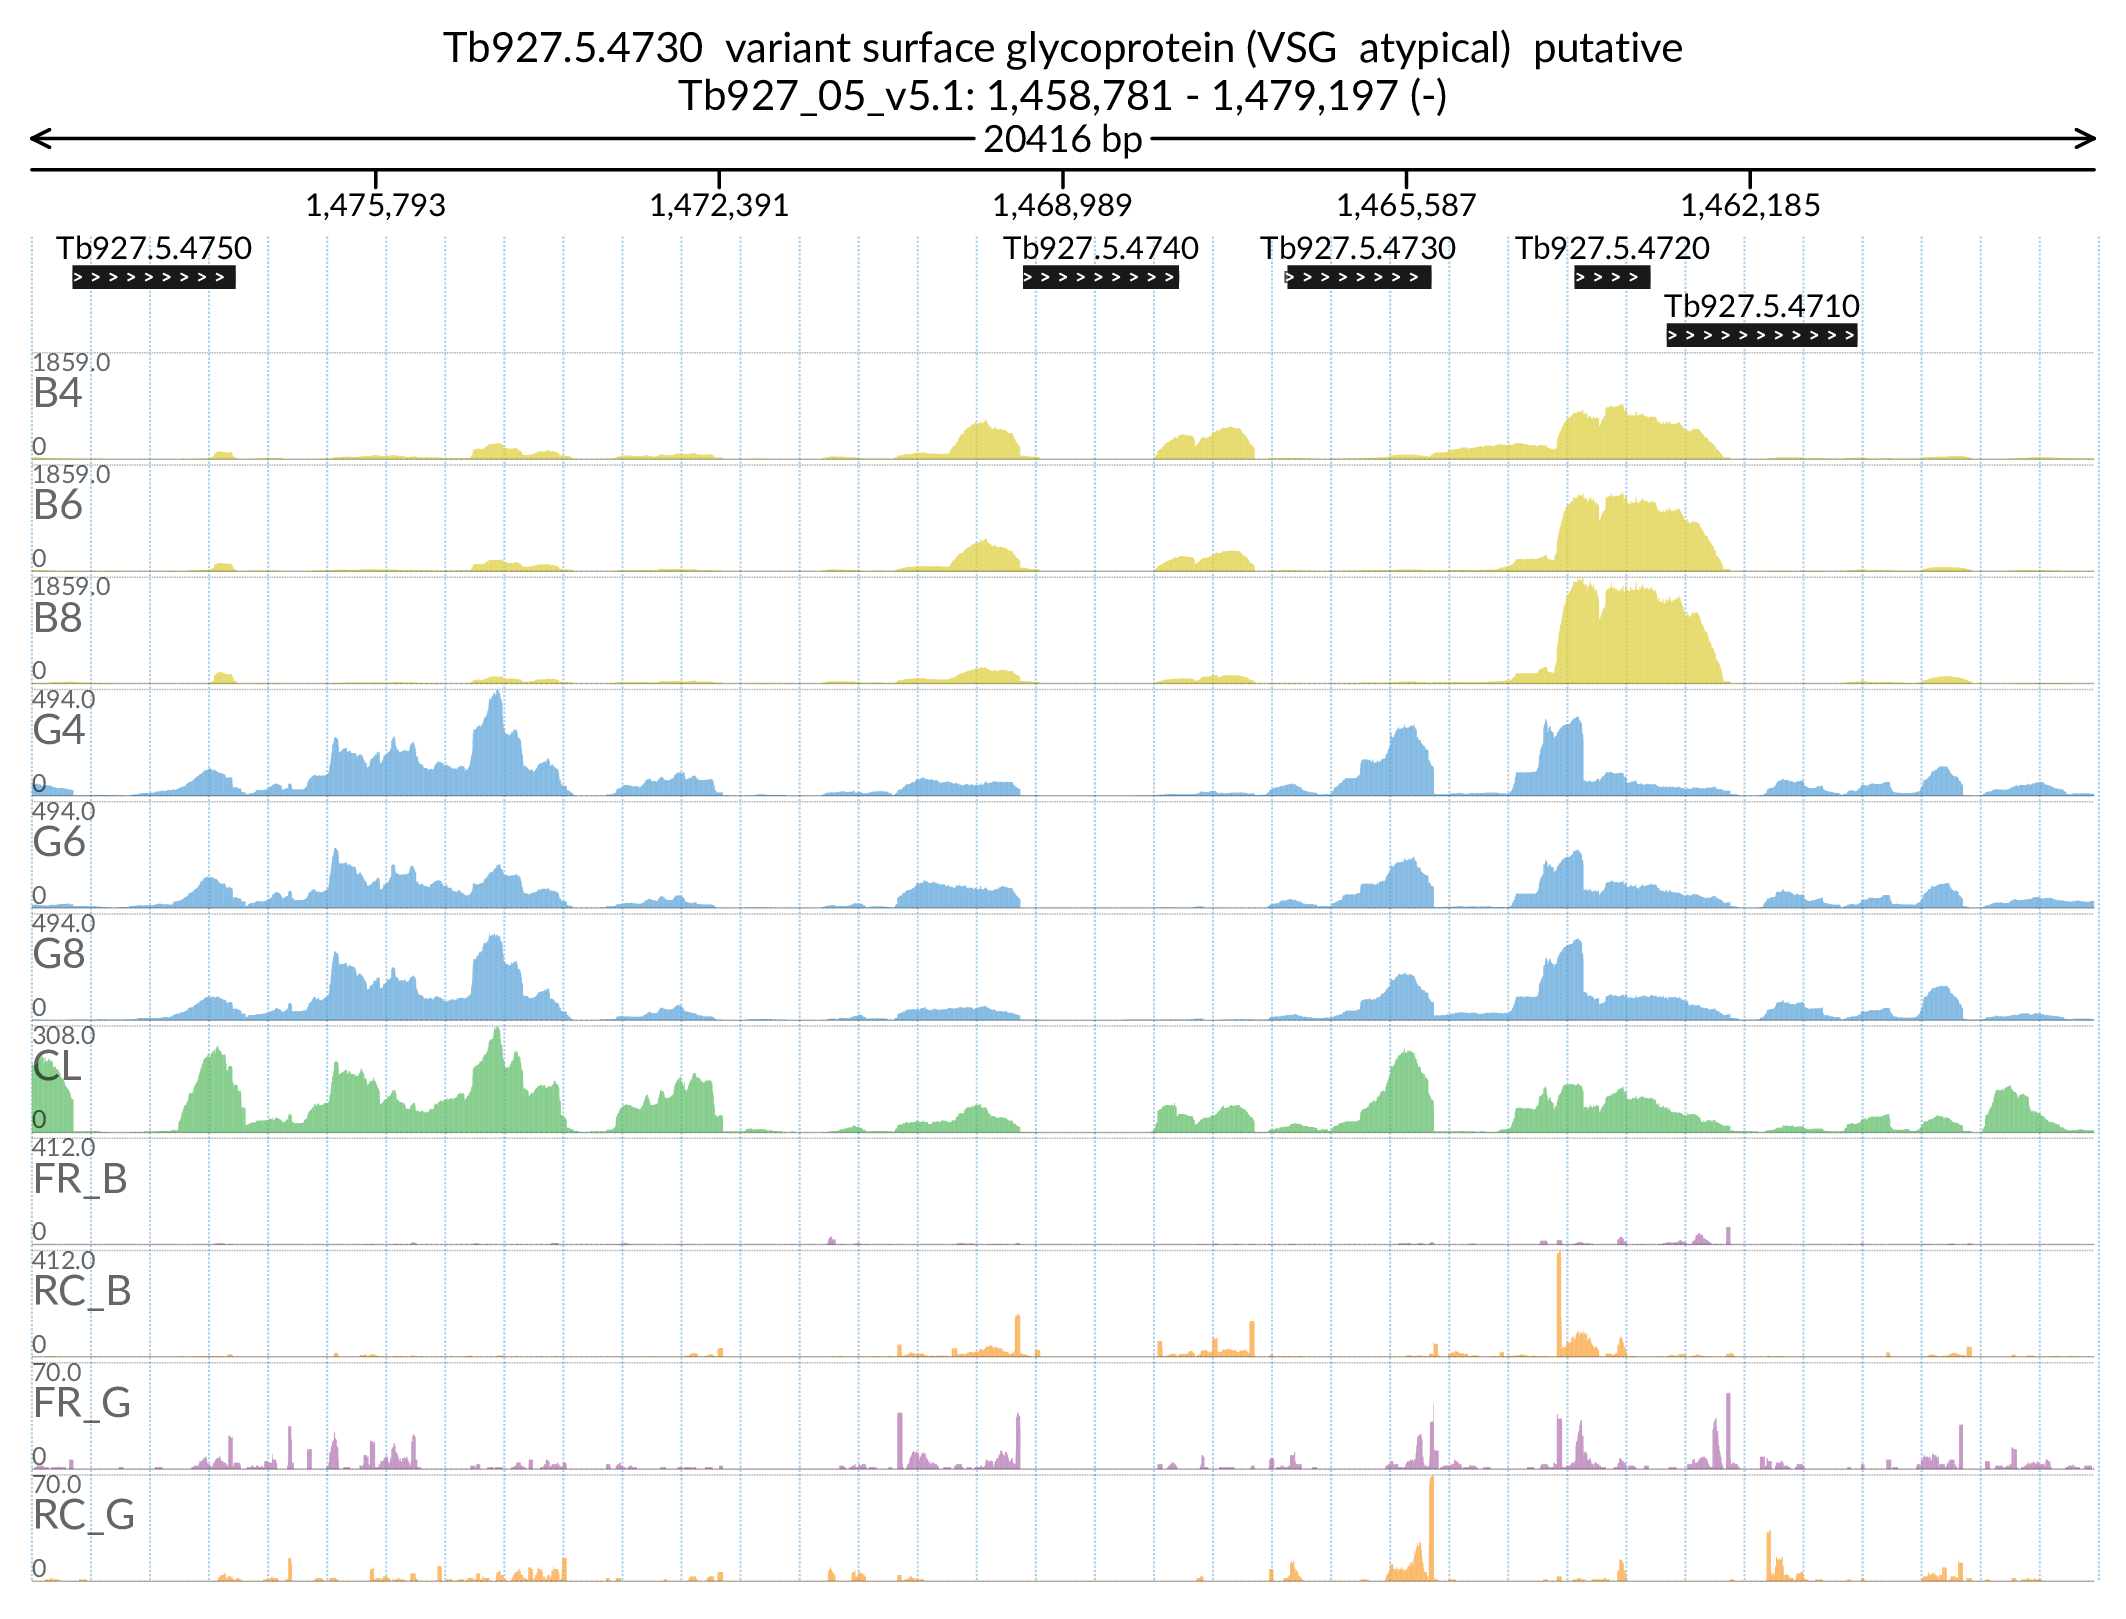 Tb927.5.4730  variant surface glycoprotein (VSG  atypical)  putative
Tb927_05_v5.1: 1,458,781 - 1,479,197 (-)
20416 bp
1,475,793 1,472,391 1,468,989 1,465,587 1,462,185
Tb927.5.4750 Tb927.5.4740 Tb927.5.4730 Tb927.5.4720
Tb927.5.4710
1859.0
B4
0
1859.0
B6
0
1859.0
B8
0
494.0
G4
0
494.0
G6
0
494.0
G8
0
308.0
CL
0
412.0
FR_B
0
412.0
RC_B
0
70.0
FR_G
0
70.0
RC_G
0